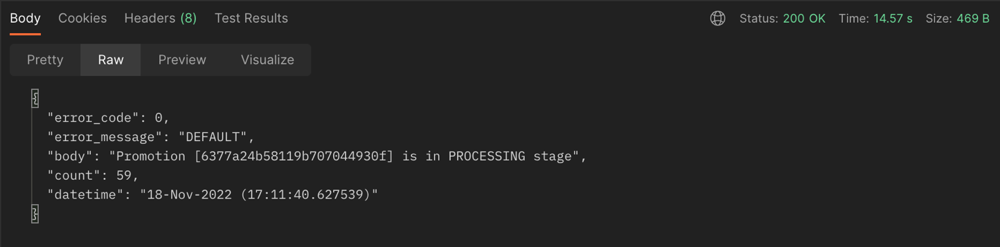 Body Cookies Headers (8) Test Results Status: 200 OK Time: 14.57 s Size: 469 B
Pretty Raw Preview Visualize
{
"error_code": 0,
"error_message": "DEFAULT",
"body": "Promotion [6377a24b58119b707044930f] is in PROCESSING stage",
"count": 59,
"datetime": "18-Nov-2022 (17:11:40.627539)"
}